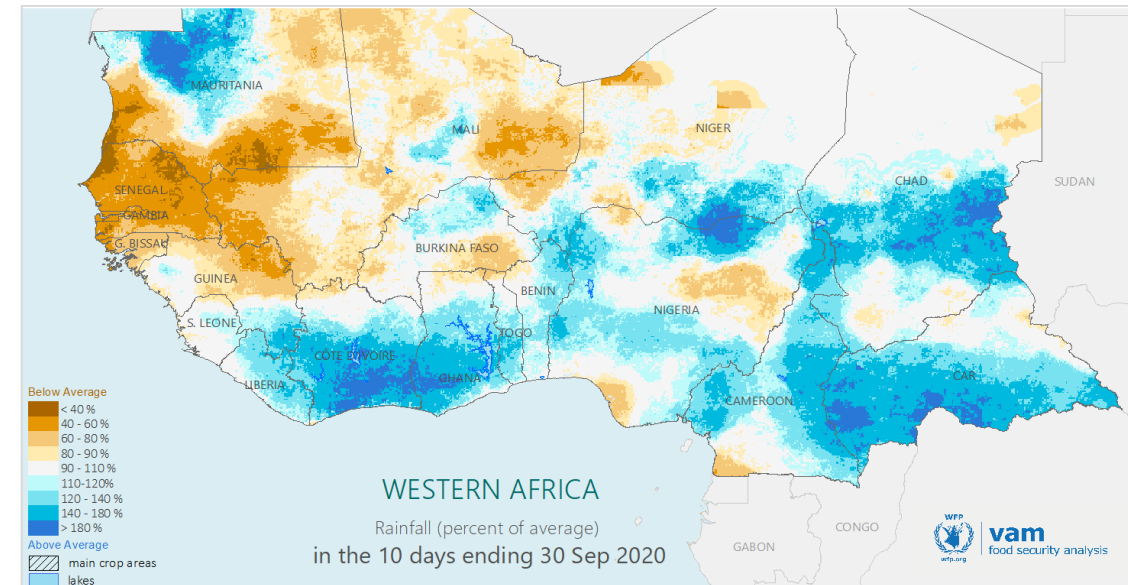 MAURITANIA
MALI
NIGER
CHAD
SUDAN
SENEGAL
GAMBIA
G. BISSAU
BURKINA FASO
GUINEA
BENIN
NIGERIA
S. LEONE
TOGO
COTE D'IVOIRE
GHANA
LIBERIA
CAR
CAMEROON
CONGO
GABON
Below Average
< 40 %
40 - 60 %
60 - 80 %
80 - 90 %
90 - 110 %
110-120%
120 - 140 %
140 - 180 %
> 180 %
Above Average
main crop areas
lakes
WESTERN AFRICA
Rainfall (percent of average)
in the 10 days ending 30 Sep 2020
WFP
wfp.org
vam
food security analysis